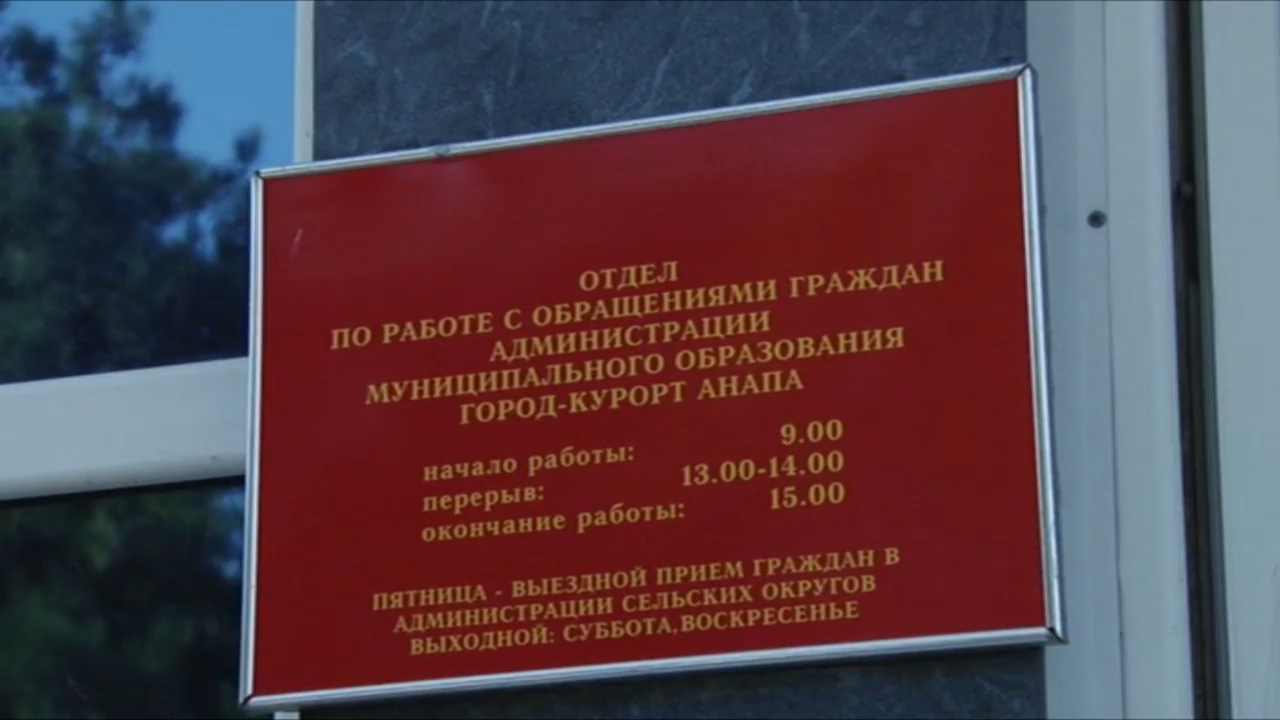 ОТДЕЛ
ПО РАБОТЕ С ОБРАЩЕНИЯМИ ГРАЖДАН
АДМИНИСТРАЦИИ
МУНИЦИПАЛЬНОГО ОБРАЗОВАНИЯ
ГОРОД-КУРОРТ АНАПА
начало работы: 9.00
перерыв: 13.00-14.00
окончание работы: 15.00
ПЯТНИЦА - ВЫЕЗДНОЙ ПРИЕМ ГРАЖДАН В
АДМИНИСТРАЦИИ СЕЛЬСКИХ ОКРУГОВ
ВЫХОДНОЙ: СУББОТА,ВОСКРЕСЕНЬЕ